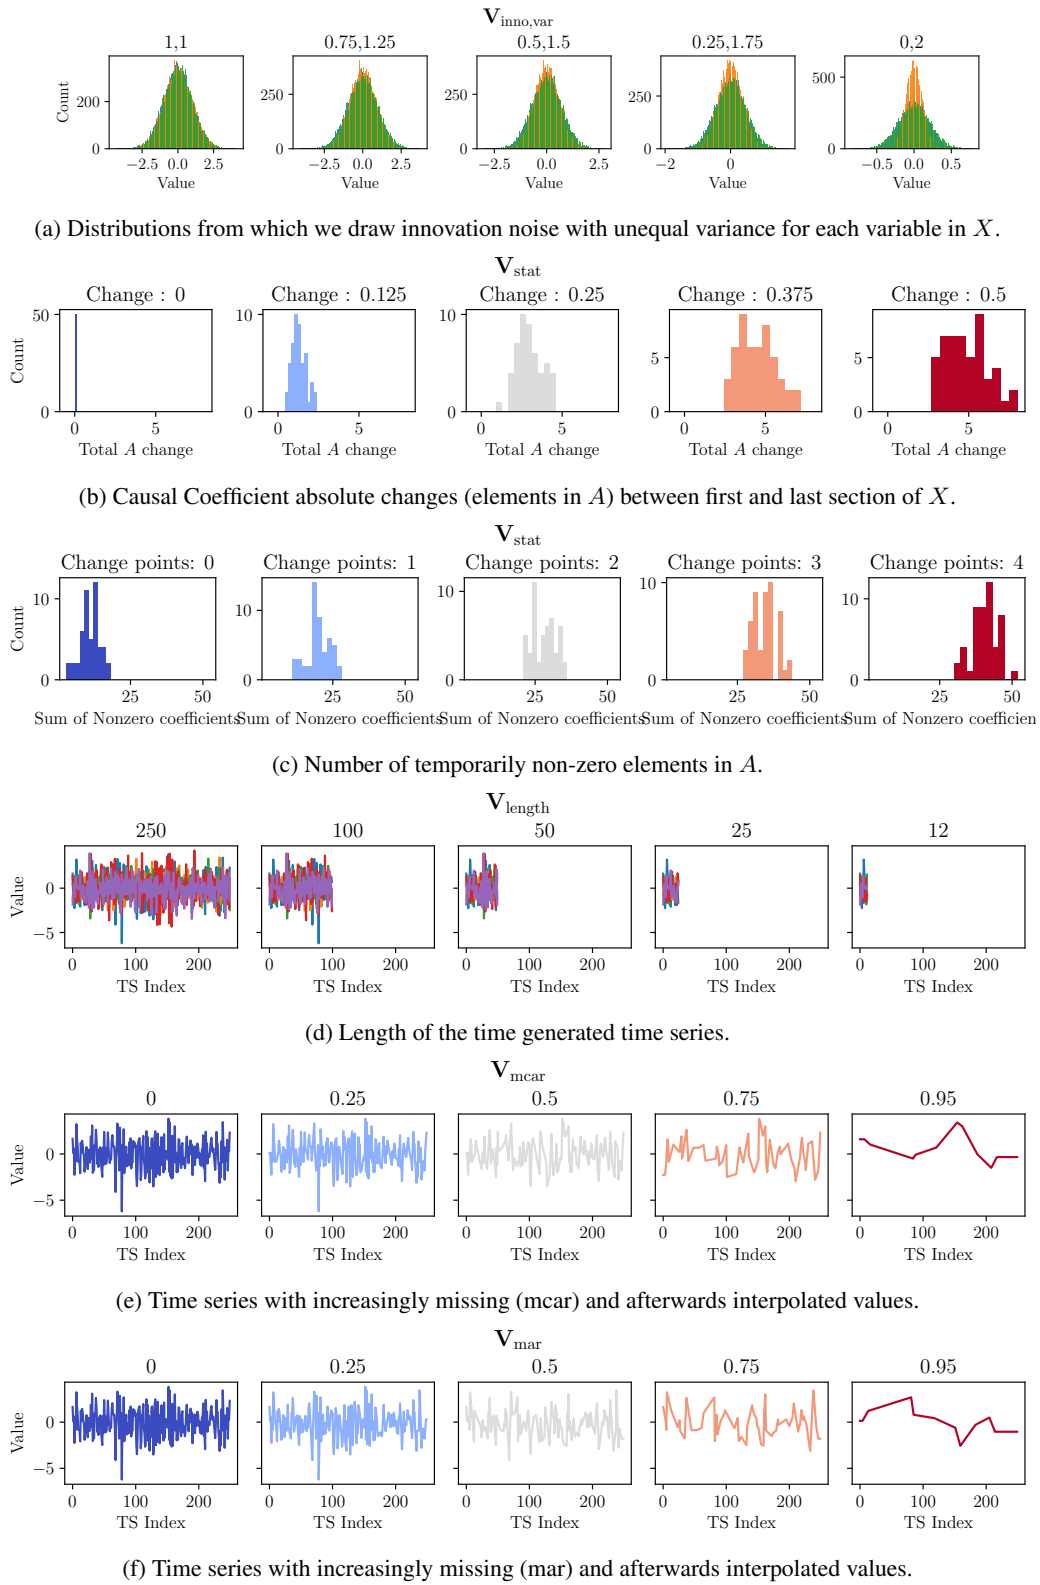 V_inno,var
1,1 0.75,1.25 0.5,1.5 0.25,1.75 0,2
Count
200 0 250 0 250 0 250 0 500 0
−2.5 0.0 2.5 −2.5 0.0 2.5 −2.5 0.0 2.5 −2 0 −0.5 0.0 0.5
Value Value Value Value Value
(a) Distributions from which we draw innovation noise with unequal variance for each variable in X.
V_stat
Change : 0 Change : 0.125 Change : 0.25 Change : 0.375 Change : 0.5
Count
50 0 10 0 10 0 5 0 5 0
0 5 0 5 0 5 0 5 0 5
Total A change Total A change Total A change Total A change Total A change
(b) Causal Coefficient absolute changes (elements in A) between first and last section of X.
V_stat
Change points: 0 Change points: 1 Change points: 2 Change points: 3 Change points: 4
Count
10 0 10 0 10 0 10 0 10 0
25 50 25 50 25 50 25 50 25 50
Sum of Nonzero coefficients Sum of Nonzero coefficients Sum of Nonzero coefficients Sum of Nonzero coefficients Sum of Nonzero coefficien
(c) Number of temporarily non-zero elements in A.
V_length
250 100 50 25 12
Value
0 −5
0 100 200 0 100 200 0 100 200 0 100 200 0 100 200
TS Index TS Index TS Index TS Index TS Index
(d) Length of the time generated time series.
V_mcar
0 0.25 0.5 0.75 0.95
Value
0 −5
0 100 200 0 100 200 0 100 200 0 100 200 0 100 200
TS Index TS Index TS Index TS Index TS Index
(e) Time series with increasingly missing (mcar) and afterwards interpolated values.
V_mar
0 0.25 0.5 0.75 0.95
Value
0 −5
0 100 200 0 100 200 0 100 200 0 100 200 0 100 200
TS Index TS Index TS Index TS Index TS Index
(f) Time series with increasingly missing (mar) and afterwards interpolated values.